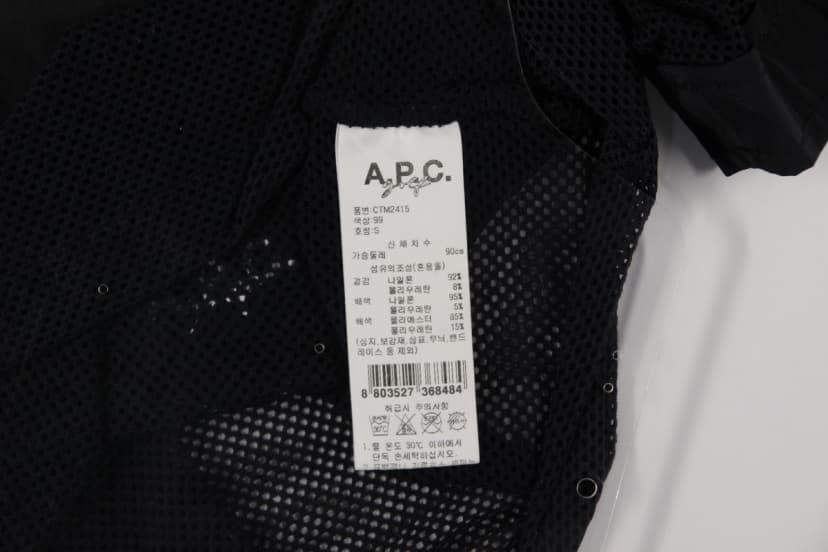 A.P.C.
golf
품번:CTM2415
색상:99
호칭:S
신체치수
가슴둘레 90cm
섬유의조성(혼용율)
겉감 나일론 92%
폴리우레탄 8%
배색 나일론 95%
폴리우레탄 5%
배색 폴리에스터 85%
폴리우레탄 15%
(심지,보강재,심표,무늬,밴드
레이스 등 제외)
8 803527 368484
취급시 주의사항
30℃
1.물 온도 30℃ 이하에서
단독 손세탁하십시오.